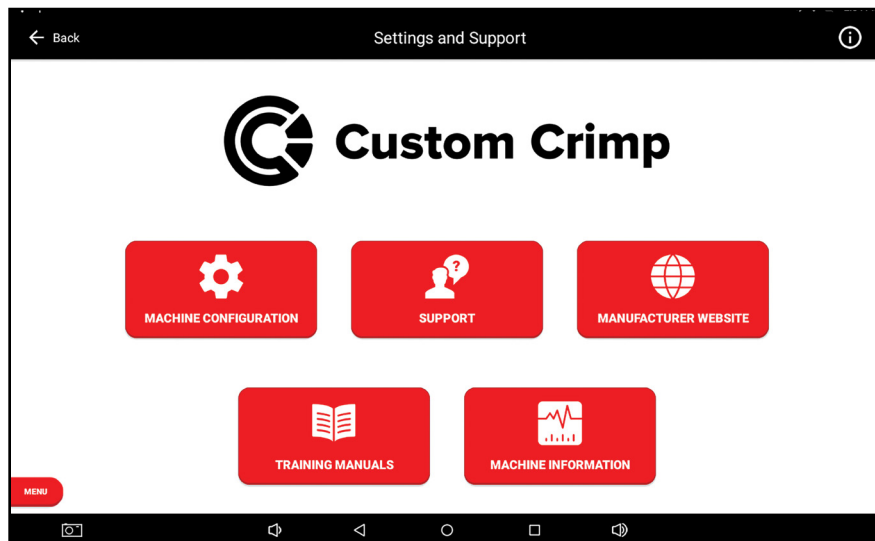 Back
Settings and Support
Custom Crimp
MACHINE CONFIGURATION
SUPPORT
?
MANUFACTURER WEBSITE
TRAINING MANUALS
MACHINE INFORMATION
MENU